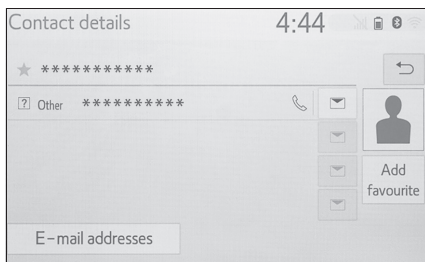 Contact details 4:44
***********
? Other **********
Add
favourite
E-mail addresses